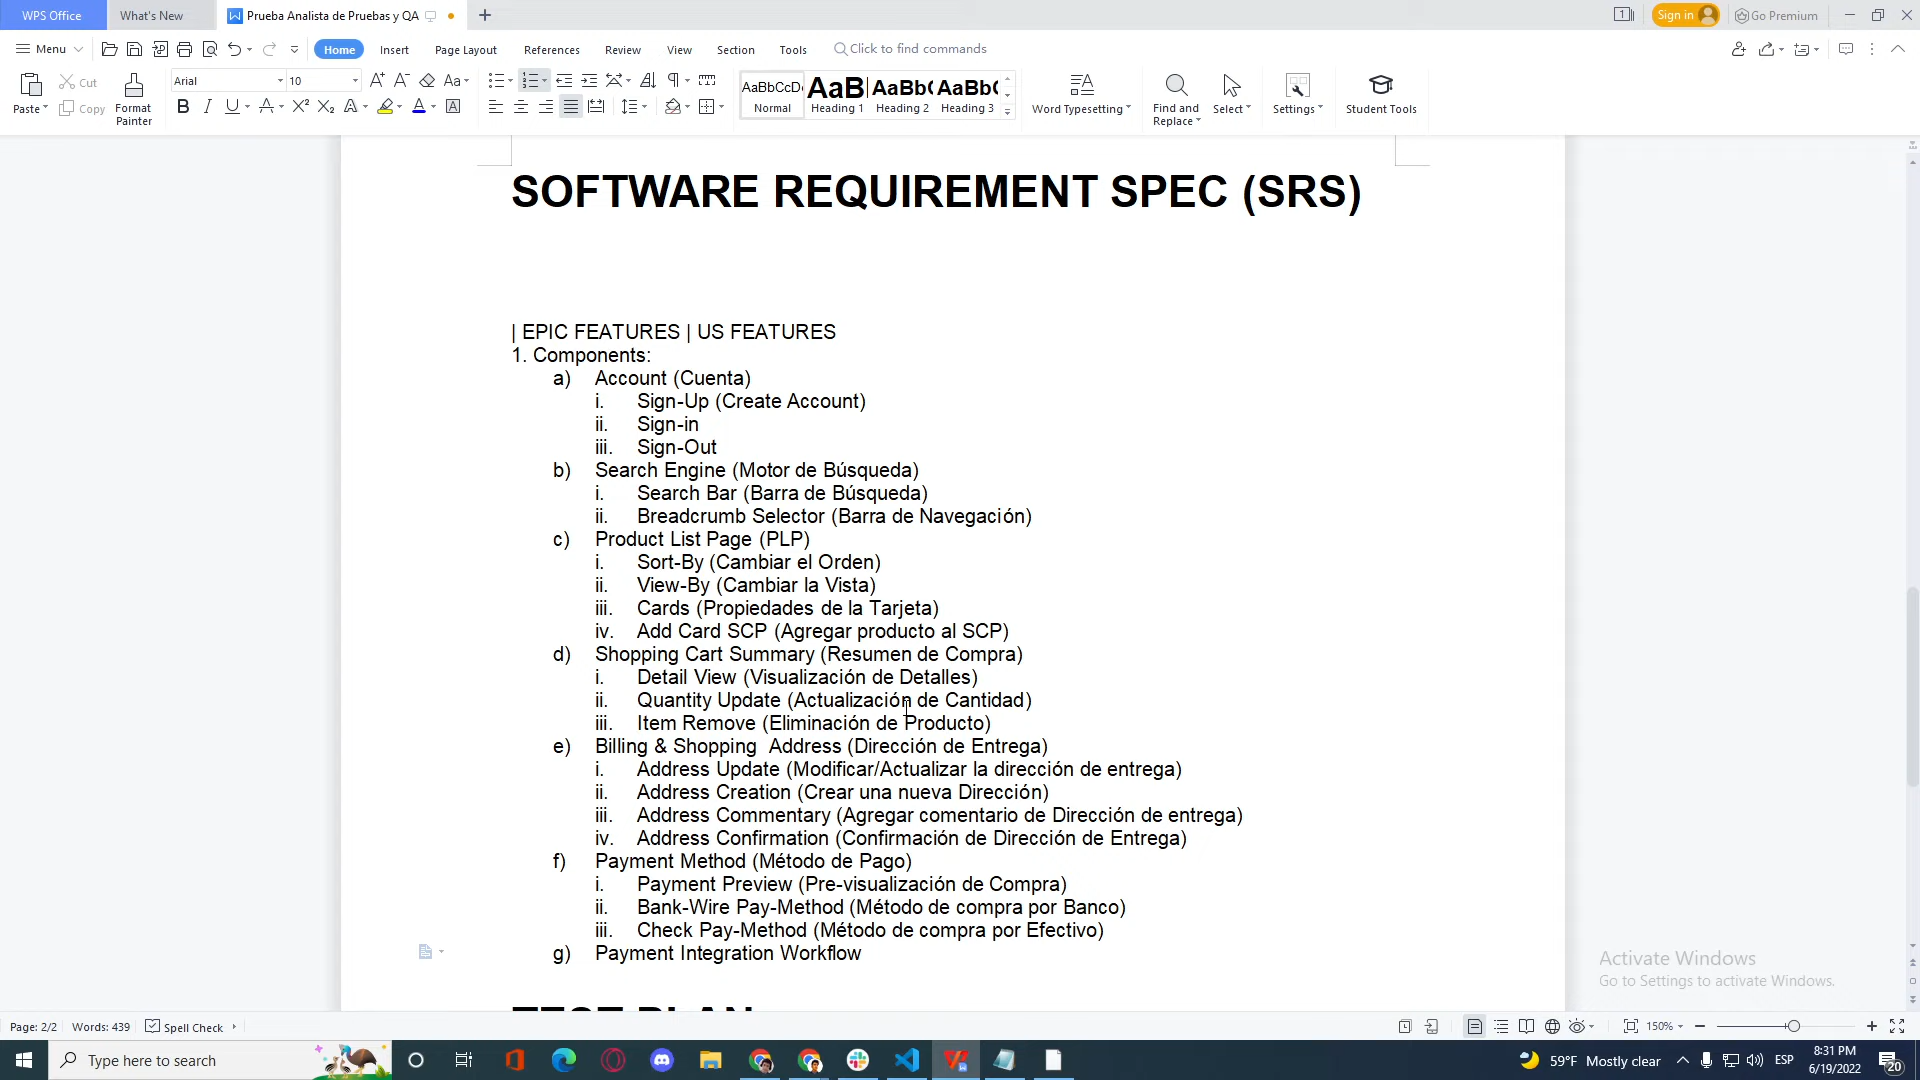 WPS Office
What's New
Prueba Analista de Pruebas y QA
Sign in
Go Premium
Menu
Home
Insert
Page Layout
References
Review
View
Section
Tools
Click to find commands
Paste
Cut
Copy
Format Painter
Arial
10
AaBbCcD
Normal
AaB
Heading 1
AaBb
Heading 2
AaBb
Heading 3
Word Typesetting
Find and Replace
Select
Settings
Student Tools
SOFTWARE REQUIREMENT SPEC (SRS)
| EPIC FEATURES | US FEATURES
1. Components:
a) Account (Cuenta)
i. Sign-Up (Create Account)
ii. Sign-in
iii. Sign-Out
b) Search Engine (Motor de Búsqueda)
i. Search Bar (Barra de Búsqueda)
ii. Breadcrumb Selector (Barra de Navegación)
c) Product List Page (PLP)
i. Sort-By (Cambiar el Orden)
ii. View-By (Cambiar la Vista)
iii. Cards (Propiedades de la Tarjeta)
iv. Add Card SCP (Agregar producto al SCP)
d) Shopping Cart Summary (Resumen de Compra)
i. Detail View (Visualización de Detalles)
ii. Quantity Update (Actualización de Cantidad)
iii. Item Remove (Eliminación de Producto)
e) Billing & Shopping  Address (Dirección de Entrega)
i. Address Update (Modificar/Actualizar la dirección de entrega)
ii. Address Creation (Crear una nueva Dirección)
iii. Address Commentary (Agregar comentario de Dirección de entrega)
iv. Address Confirmation (Confirmación de Dirección de Entrega)
f) Payment Method (Método de Pago)
i. Payment Preview (Pre-visualización de Compra)
ii. Bank-Wire Pay-Method (Método de compra por Banco)
iii. Check Pay-Method (Método de compra por Efectivo)
g) Payment Integration Workflow
TEST PLAN
Activate Windows
Go to Settings to activate Windows.
Page: 2/2
Words: 439
Spell Check
150%
Type here to search
59°F Mostly clear
ESP
8:31 PM
6/19/2022
20